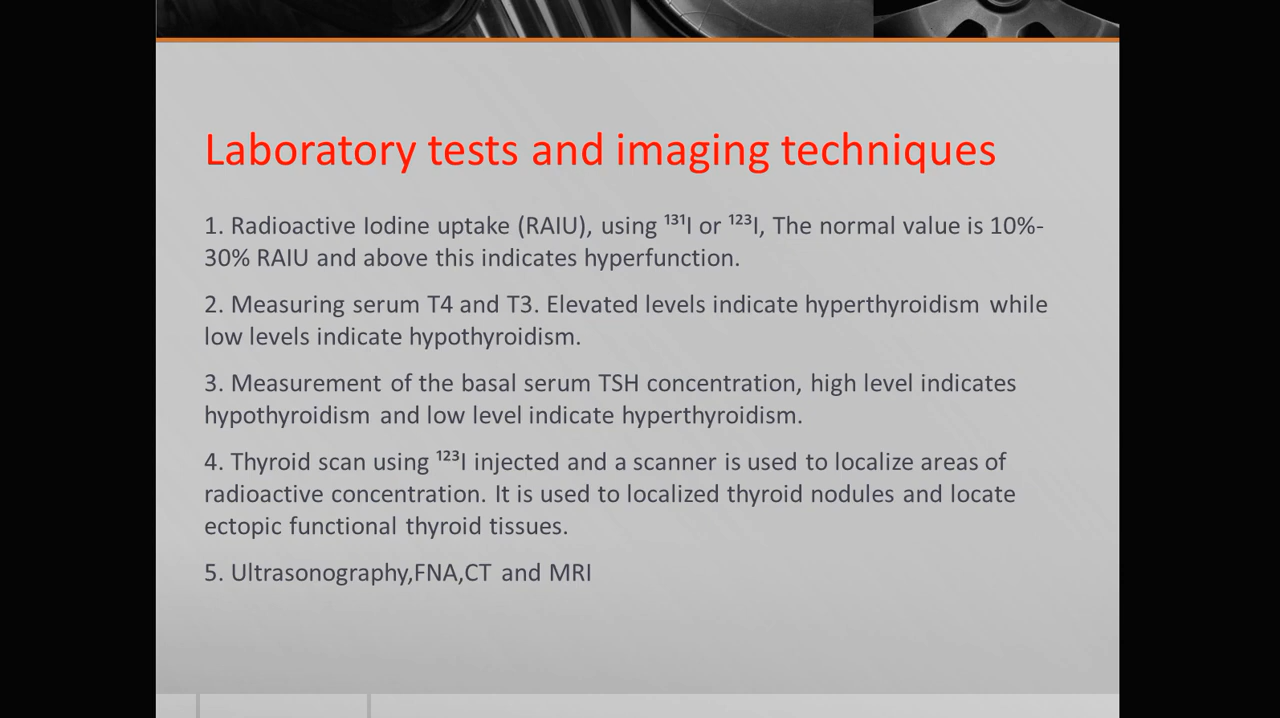 Laboratory tests and imaging techniques
1. Radioactive Iodine uptake (RAIU), using ¹³¹I or ¹²³I, The normal value is 10%-
30% RAIU and above this indicates hyperfunction.
2. Measuring serum T4 and T3. Elevated levels indicate hyperthyroidism while
low levels indicate hypothyroidism.
3. Measurement of the basal serum TSH concentration, high level indicates
hypothyroidism and low level indicate hyperthyroidism.
4. Thyroid scan using ¹²³I injected and a scanner is used to localize areas of
radioactive concentration. It is used to localized thyroid nodules and locate
ectopic functional thyroid tissues.
5. Ultrasonography,FNA,CT and MRI